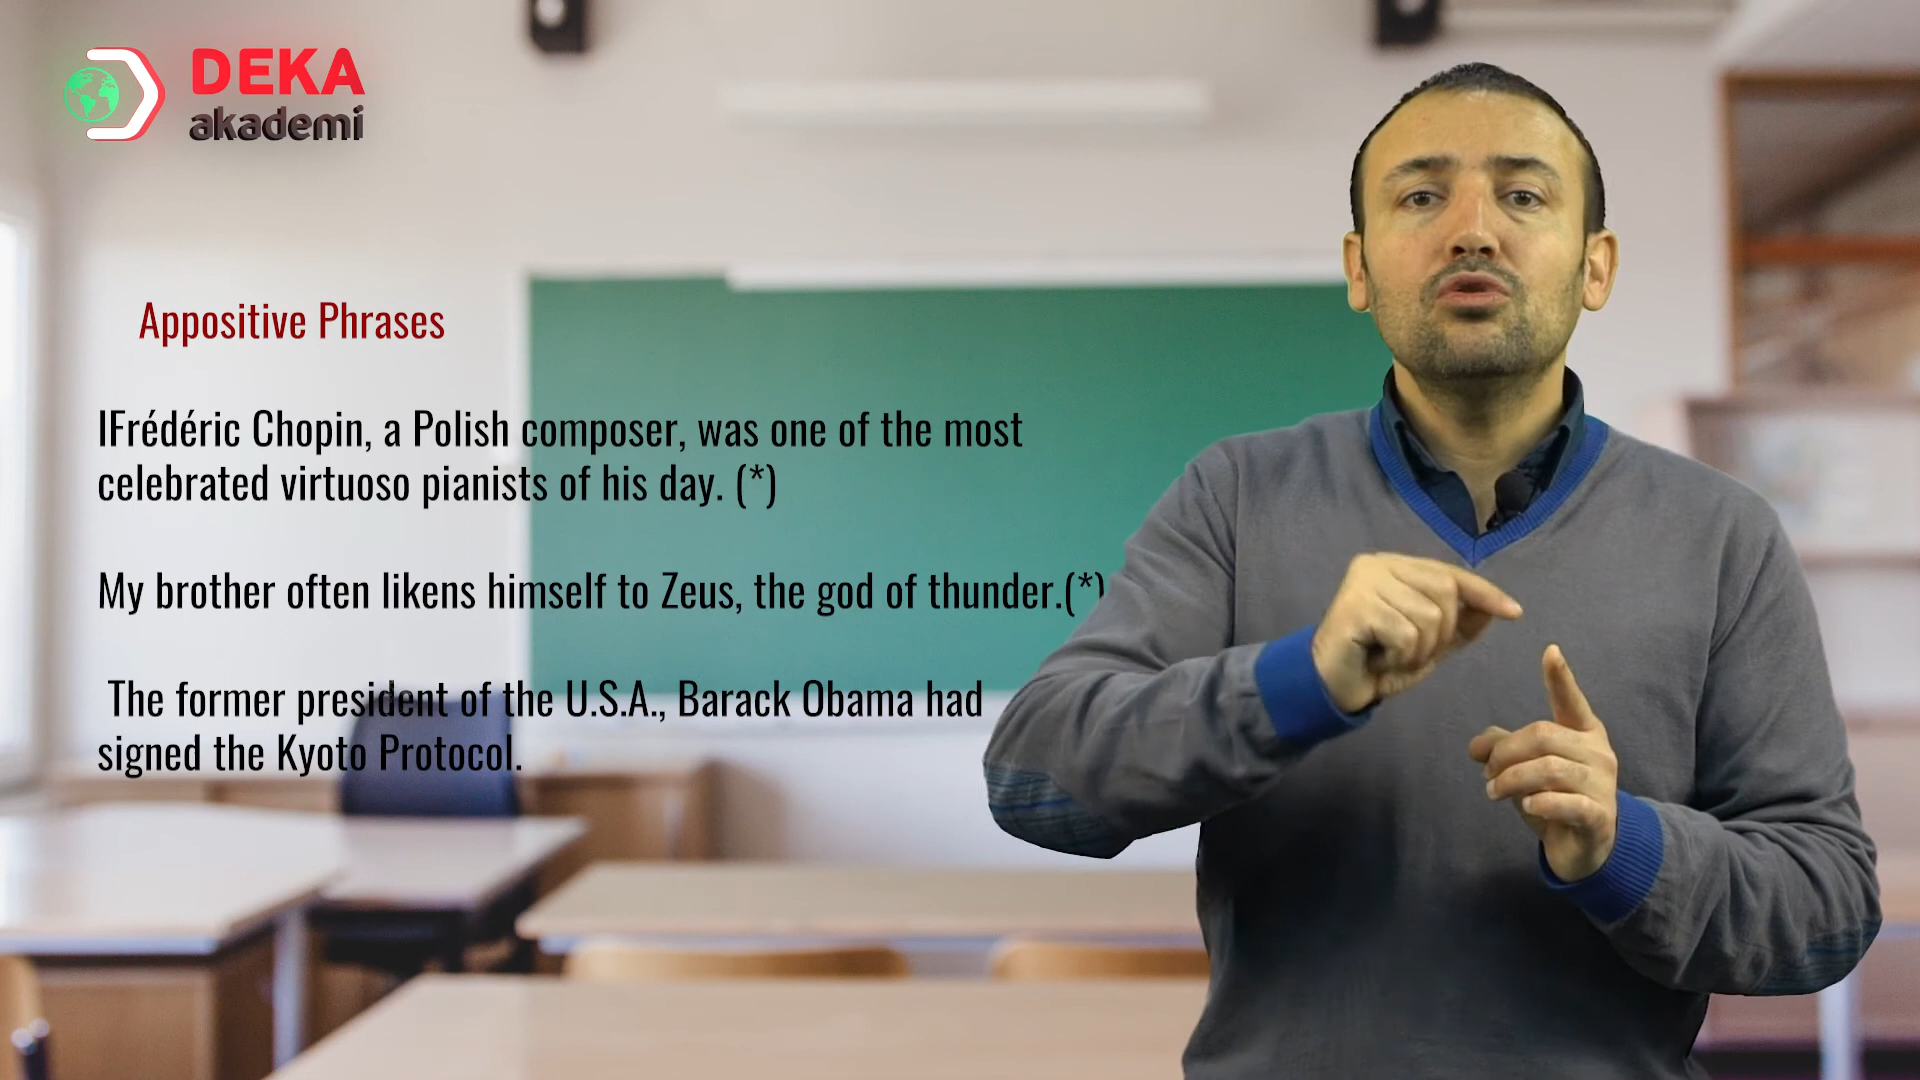 DEKA
akademi
Appositive Phrases
IFrédéric Chopin, a Polish composer, was one of the most
celebrated virtuoso pianists of his day. (*)
My brother often likens himself to Zeus, the god of thunder.(*)
The former president of the U.S.A., Barack Obama had
signed the Kyoto Protocol.